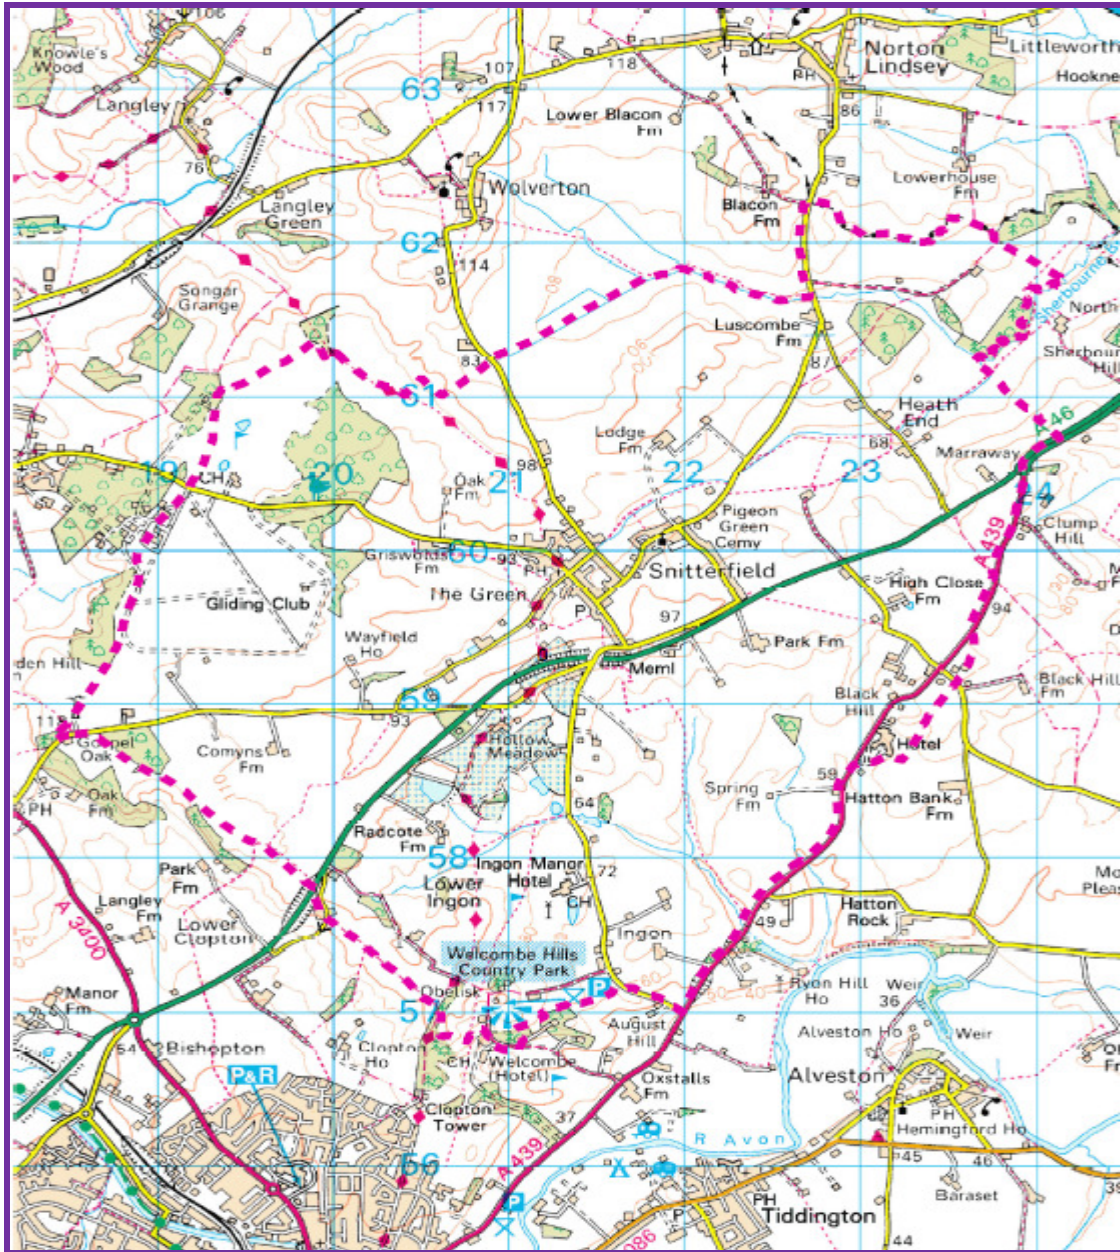 106
Knowle's
Wood
Langley
76
Langley
Green
Songar
Grange
107
117
118
63
Lower Blacon
Fm
Wolverton
62
114
83
Norton
Lindsey
PH
86
Littleworth
Lowerhouse
Fm
Blacon
Fm
80
Luscombe
Fm
87
North
61
Heath
End
68
Marraway
A 46
Lodge
Fm
98
19
20
21
22
23
24
CH
Oak
Fm
Pigeon
Green
Cemy
Griswolds
Fm
60
93
PH
Snitterfield
The Green
P
97
Gliding Club
Wayfield
Ho
Park Fm
Meml
A 439
Clump
Hill
High Close
Fm
94
Black
Hill
Black Hill
Fm
den Hill
59
93
Gospel
Oak
Comyns
Fm
Hollow
Meadow
Hotel
59
Spring
Fm
Hatton Bank
Fm
PH
Oak
Fm
64
Radcote
Fm
58
Lower
Ingon
Ingon Manor
Hotel
CH
72
Park
Fm
Langley
Fm
Lower
Clopton
A 3400
Ingon
49
Hatton
Rock
Welcombe Hills
Country Park
P
Obelisk
57
Manor
Fm
54
Bishopton
Clopton
Ho
CH
Welcombe
(Hotel)
August
Hill
Ryon Hill
Ho
Weir
36
Alveston Ho
Weir
Oxstalls
Fm
Alveston
P&R
Clopton
Tower
37
PH
Hemingford Ho
R Avon
A 439
56
45
46
Baraset
P
PH
Tiddington
P
44